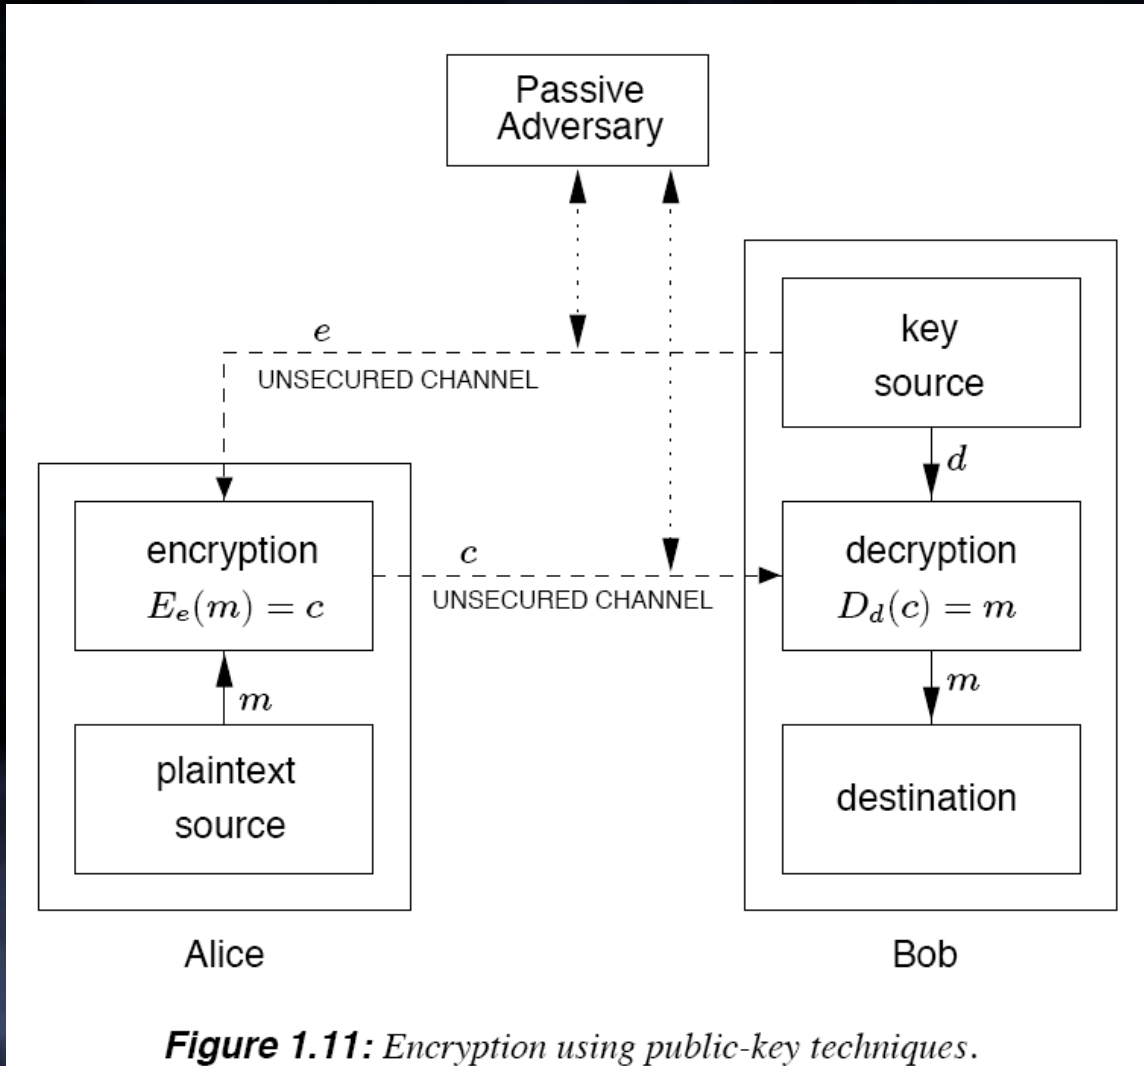 Passive
Adversary
key
source
e
UNSECURED CHANNEL
d
encryption
E_e(m) = c
c
UNSECURED CHANNEL
decryption
D_d(c) = m
m
m
plaintext
source
destination
Alice
Bob
Figure 1.11: Encryption using public-key techniques.